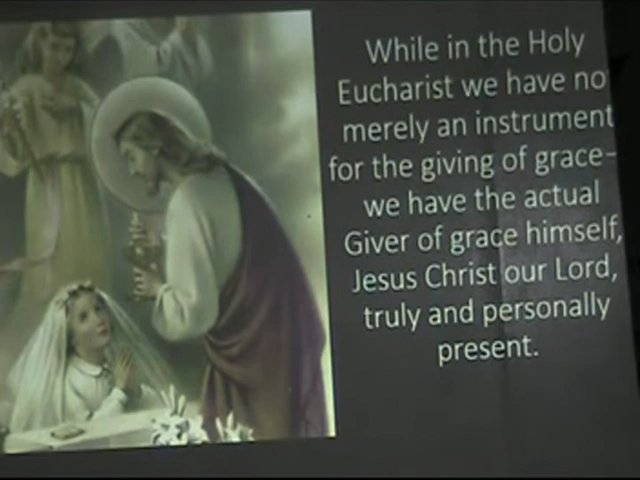 While in the Holy
Eucharist we have no
merely an instrument
for the giving of grace-
we have the actual
Giver of grace himself,
Jesus Christ our Lord,
truly and personally
present.